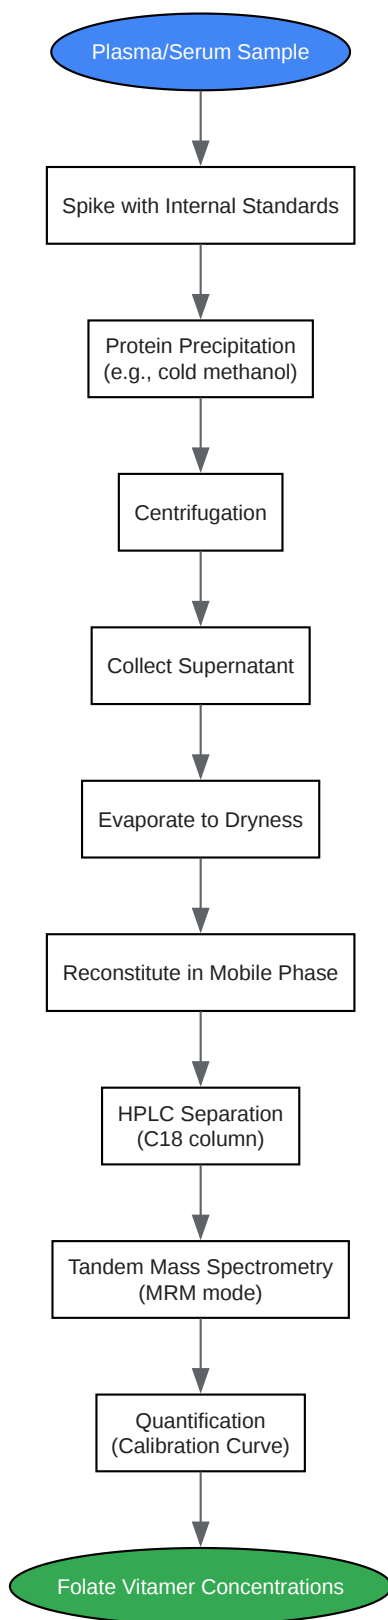 Plasma/Serum Sample
Spike with Internal Standards
Protein Precipitation
(e.g., cold methanol)
Centrifugation
Collect Supernatant
Evaporate to Dryness
Reconstitute in Mobile Phase
HPLC Separation
(C18 column)
Tandem Mass Spectrometry
(MRM mode)
Quantification
(Calibration Curve)
Folate Vitamer Concentrations